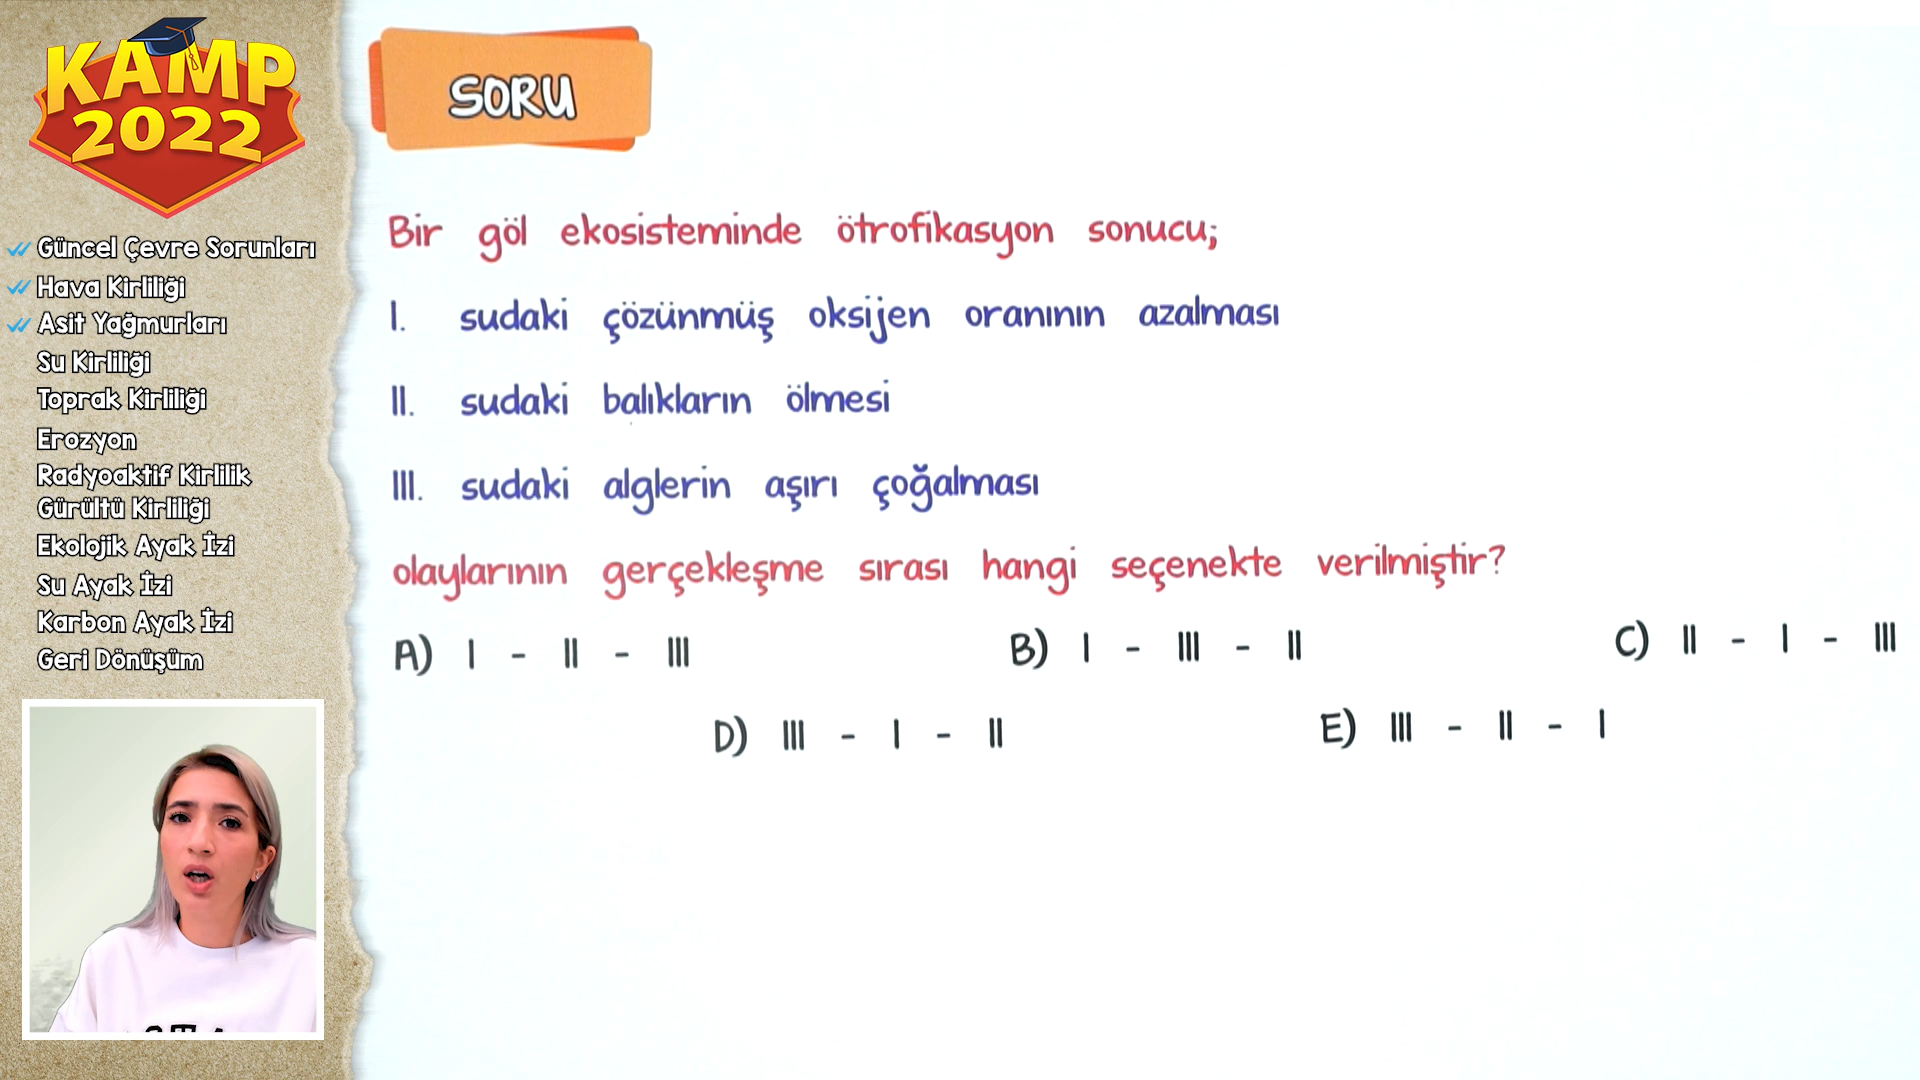 KAMP
2022
Güncel Çevre Sorunları
Hava Kirliliği
Asit Yağmurları
Su Kirliliği
Toprak Kirliliği
Erozyon
Radyoaktif Kirlilik
Gürültü Kirliliği
Ekolojik Ayak İzi
Su Ayak İzi
Karbon Ayak İzi
Geri Dönüşüm
SORU
Bir göl ekosisteminde ötrofikasyon sonucu;
I. sudaki çözünmüş oksijen oranının azalması
II. sudaki balıkların ölmesi
III. sudaki alglerin aşırı çoğalması
olaylarının gerçekleşme sırası hangi seçenekte verilmiştir?
A) I - II - III B) I - III - II C) II - I - III
D) III - I - II E) III - II - I